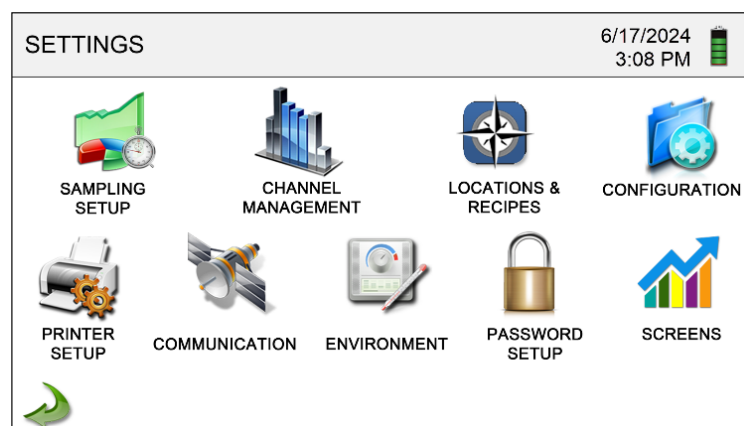 SETTINGS
6/17/2024
3:08 PM
SAMPLING
SETUP
CHANNEL
MANAGEMENT
LOCATIONS &
RECIPES
CONFIGURATION
PRINTER
SETUP
COMMUNICATION
ENVIRONMENT
PASSWORD
SETUP
SCREENS